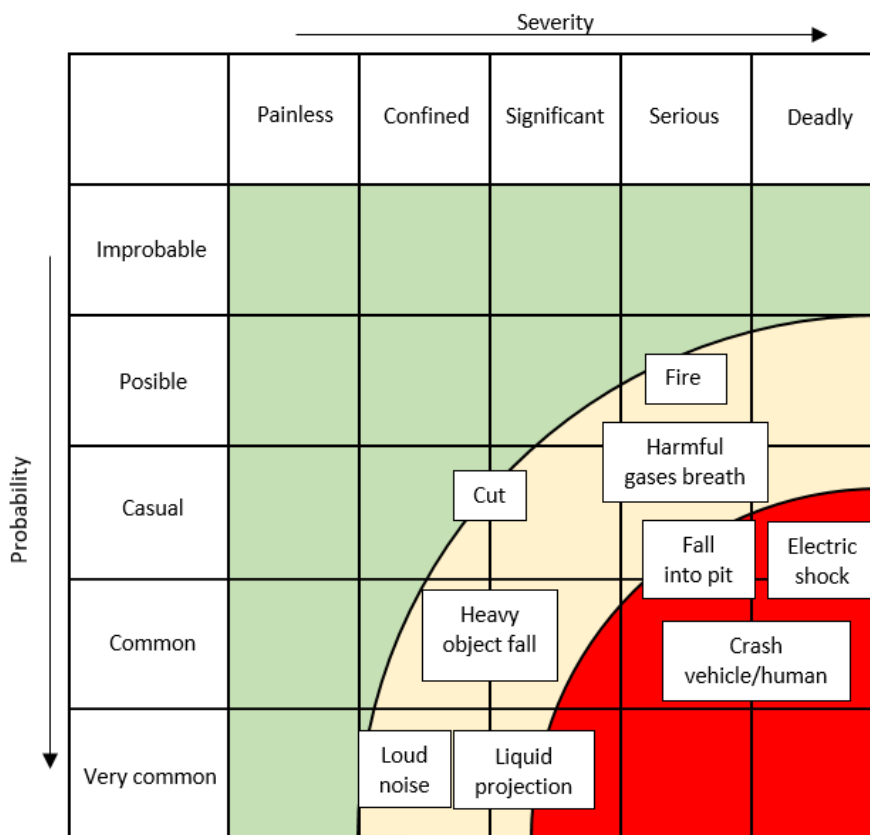 Severity
Painless
Confined
Significant
Serious
Deadly
Probability
Improbable
Posible
Fire
Harmful
gases breath
Casual
Cut
Fall
into pit
Electric
shock
Common
Heavy
object fall
Crash
vehicle/human
Very common
Loud
noise
Liquid
projection